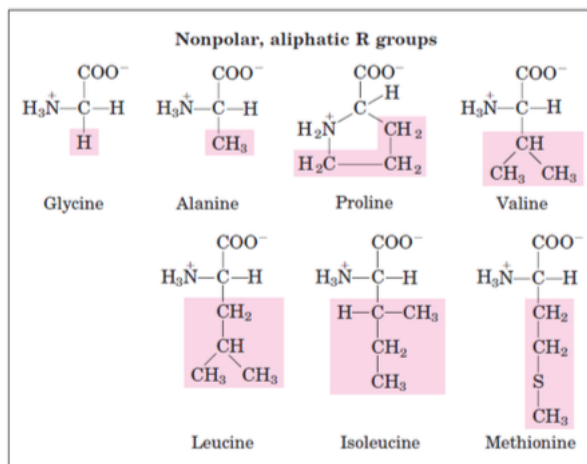 Nonpolar, aliphatic R groups
COO⁻ COO⁻ COO⁻ COO⁻
H₃N⁺—C—H H₃N⁺—C—H H H₃N⁺—C—H
H₂N⁺ C CH₂
H CH₃ H₂C CH₂ CH
CH₃ CH₃
Glycine Alanine Proline Valine
COO⁻ COO⁻ COO⁻
H₃N⁺—C—H H₃N⁺—C—H H₃N⁺—C—H
CH₂ H—C—CH₃ CH₂
CH CH₂ CH₂
CH₃ CH₃ CH₃ S
CH₃
Leucine Isoleucine Methionine